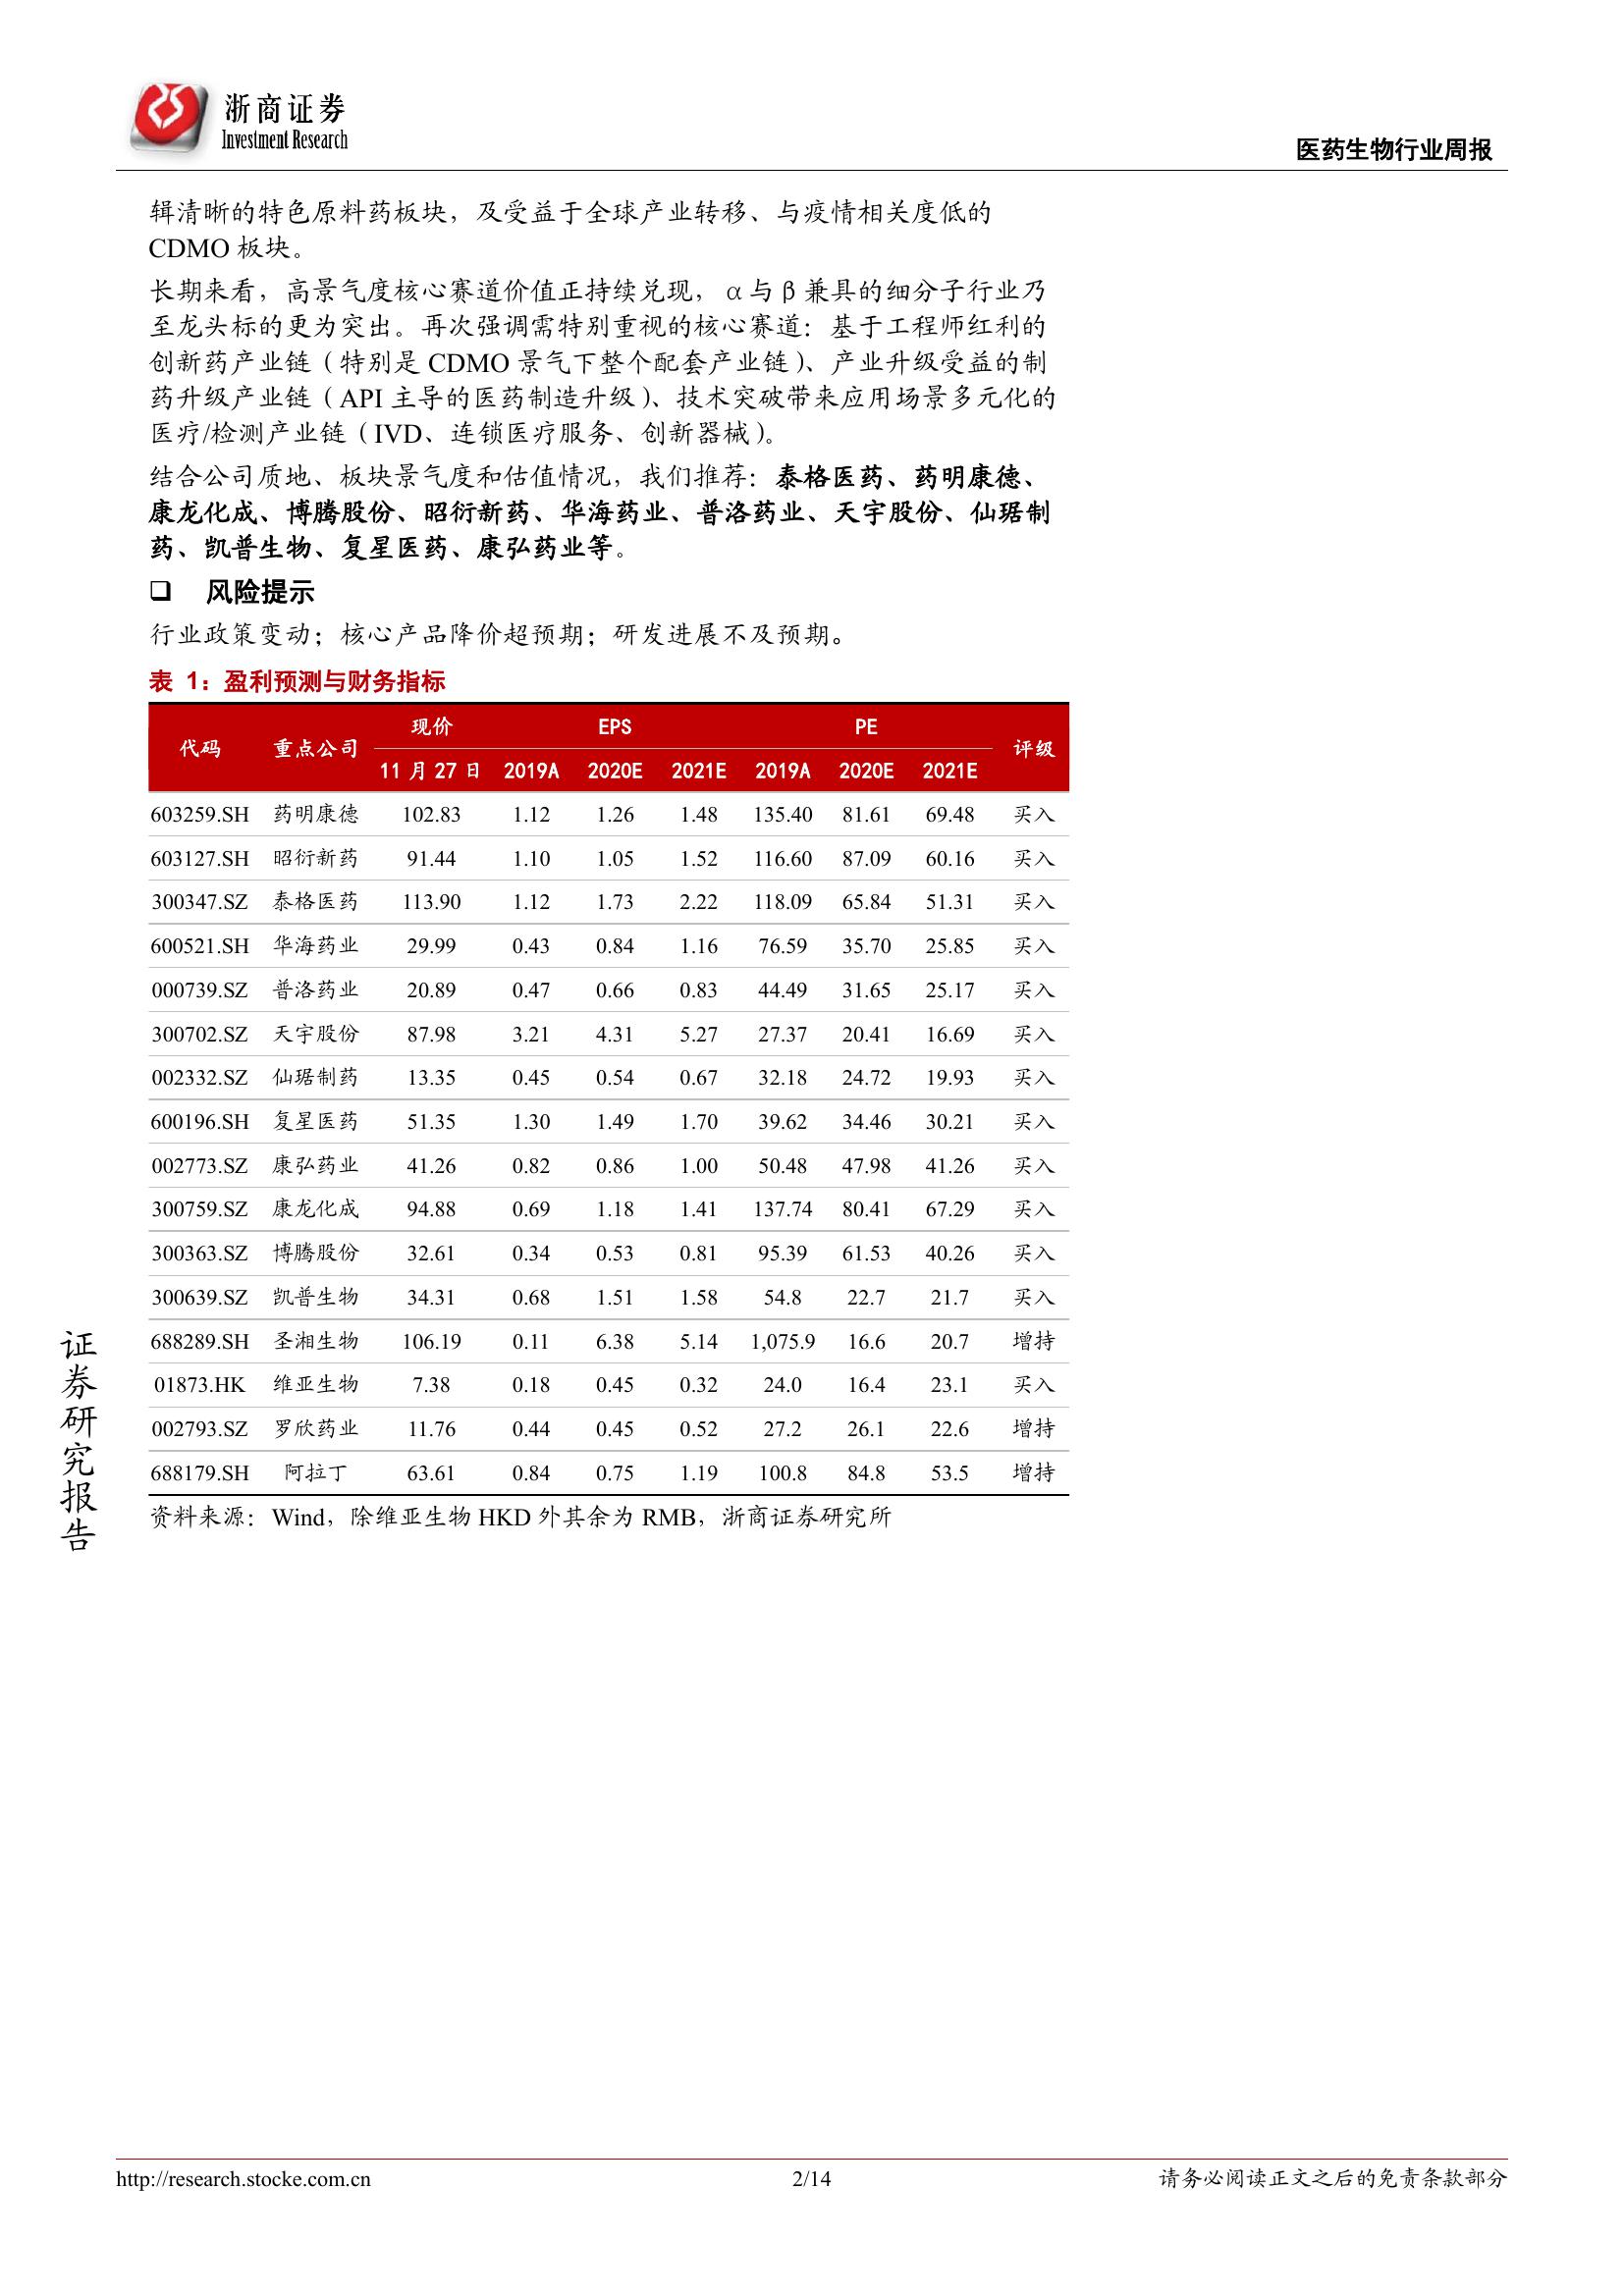 浙商证券
Investment Research
医药生物行业周报
辑清晰的特色原料药板块，及受益于全球产业转移、与疫情相关度低的
CDMO 板块。
长期来看，高景气度核心赛道价值正持续兑现， α与β兼具的细分子行业乃
至龙头标的更为突出。再次强调需特别重视的核心赛道：基于工程师红利的
创新药产业链（特别是 CDMO 景气下整个配套产业链）、产业升级受益的制
药升级产业链（API 主导的医药制造升级）、技术突破带来应用场景多元化的
医疗/检测产业链（IVD、连锁医疗服务、创新器械）。
结合公司质地、板块景气度和估值情况，我们推荐：泰格医药、药明康德、
康龙化成、博腾股份、昭衍新药、华海药业、普洛药业、天宇股份、仙琚制
药、凯普生物、复星医药、康弘药业等。
❑ 风险提示
行业政策变动；核心产品降价超预期；研发进展不及预期。
表 1：盈利预测与财务指标
代码 重点公司 现价 EPS PE 评级
11 月 27 日 2019A 2020E 2021E 2019A 2020E 2021E
603259.SH 药明康德 102.83 1.12 1.26 1.48 135.40 81.61 69.48 买入
603127.SH 昭衍新药 91.44 1.10 1.05 1.52 116.60 87.09 60.16 买入
300347.SZ 泰格医药 113.90 1.12 1.73 2.22 118.09 65.84 51.31 买入
600521.SH 华海药业 29.99 0.43 0.84 1.16 76.59 35.70 25.85 买入
000739.SZ 普洛药业 20.89 0.47 0.66 0.83 44.49 31.65 25.17 买入
300702.SZ 天宇股份 87.98 3.21 4.31 5.27 27.37 20.41 16.69 买入
002332.SZ 仙琚制药 13.35 0.45 0.54 0.67 32.18 24.72 19.93 买入
600196.SH 复星医药 51.35 1.30 1.49 1.70 39.62 34.46 30.21 买入
002773.SZ 康弘药业 41.26 0.82 0.86 1.00 50.48 47.98 41.26 买入
300759.SZ 康龙化成 94.88 0.69 1.18 1.41 137.74 80.41 67.29 买入
300363.SZ 博腾股份 32.61 0.34 0.53 0.81 95.39 61.53 40.26 买入
300639.SZ 凯普生物 34.31 0.68 1.51 1.58 54.8 22.7 21.7 买入
688289.SH 圣湘生物 106.19 0.11 6.38 5.14 1,075.9 16.6 20.7 增持
01873.HK 维亚生物 7.38 0.18 0.45 0.32 24.0 16.4 23.1 买入
002793.SZ 罗欣药业 11.76 0.44 0.45 0.52 27.2 26.1 22.6 增持
688179.SH 阿拉丁 63.61 0.84 0.75 1.19 100.8 84.8 53.5 增持
资料来源：Wind，除维亚生物 HKD 外其余为 RMB，浙商证券研究所
证券研究报告
http://research.stocke.com.cn
2/14
请务必阅读正文之后的免责条款部分